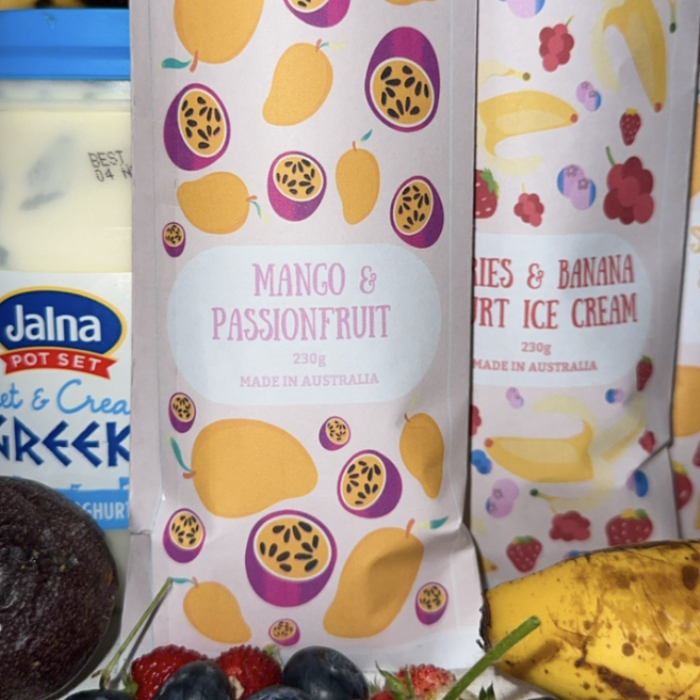 BEST
04 N
Jalna
POT SET
et & Crea
GREEK
GHURT
MANGO &
PASSIONFRUIT
230g
MADE IN AUSTRALIA
RIES & BANANA
URT ICE CREAM
230g
MADE IN AUSTRALIA